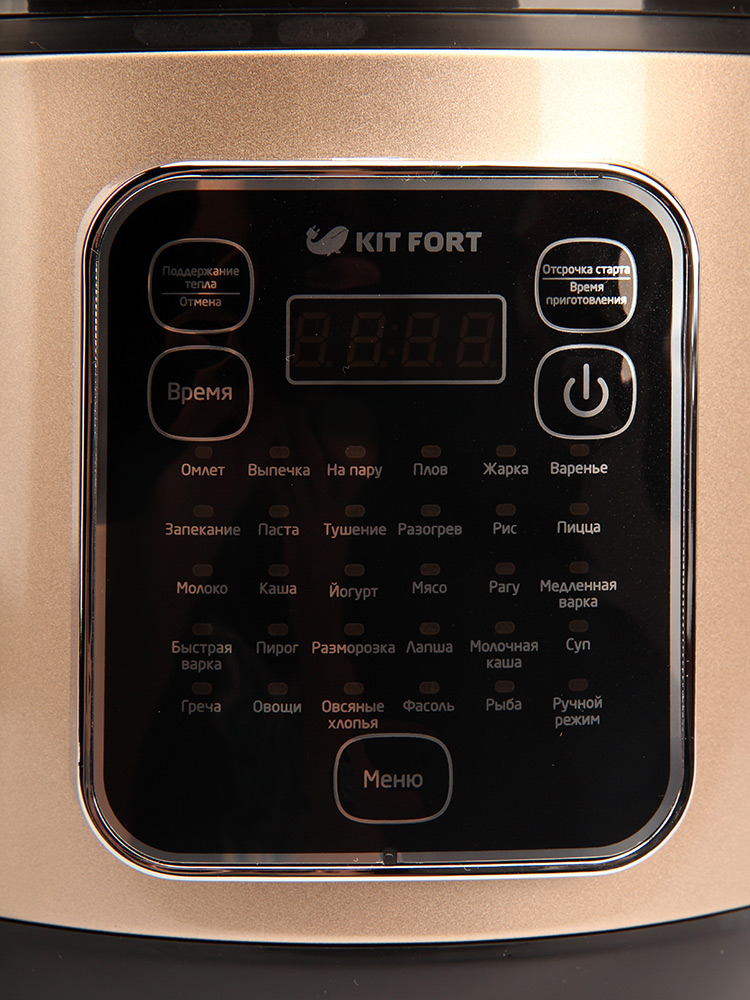 KIT FORT
Поддержание
тепла
Отмена
Отсрочка старта
Время
приготовления
Время
Омлет Выпечка На пару Плов Жарка Варенье
Запекание Паста Тушение Разогрев Рис Пицца
Молоко Каша Йогурт Мясо Рагу Медленная
варка
Быстрая Пирог Разморозка Лапша Молочная Суп
варка каша
Греча Овощи Овсяные Фасоль Рыба Ручной
хлопья режим
Меню